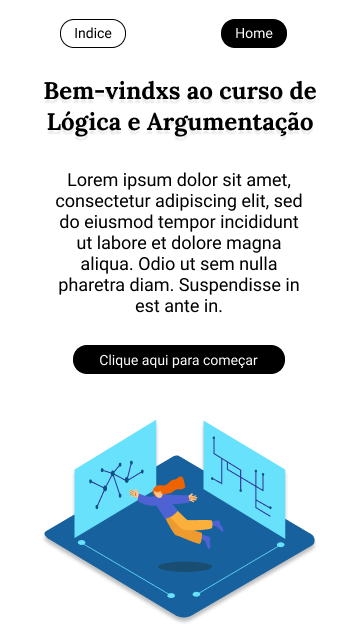 Indice
Home
Bem-vindxs ao curso de
Lógica e Argumentação
Lorem ipsum dolor sit amet,
consectetur adipiscing elit, sed
do eiusmod tempor incididunt
ut labore et dolore magna
aliqua. Odio ut sem nulla
pharetra diam. Suspendisse in
est ante in.
Clique aqui para começar